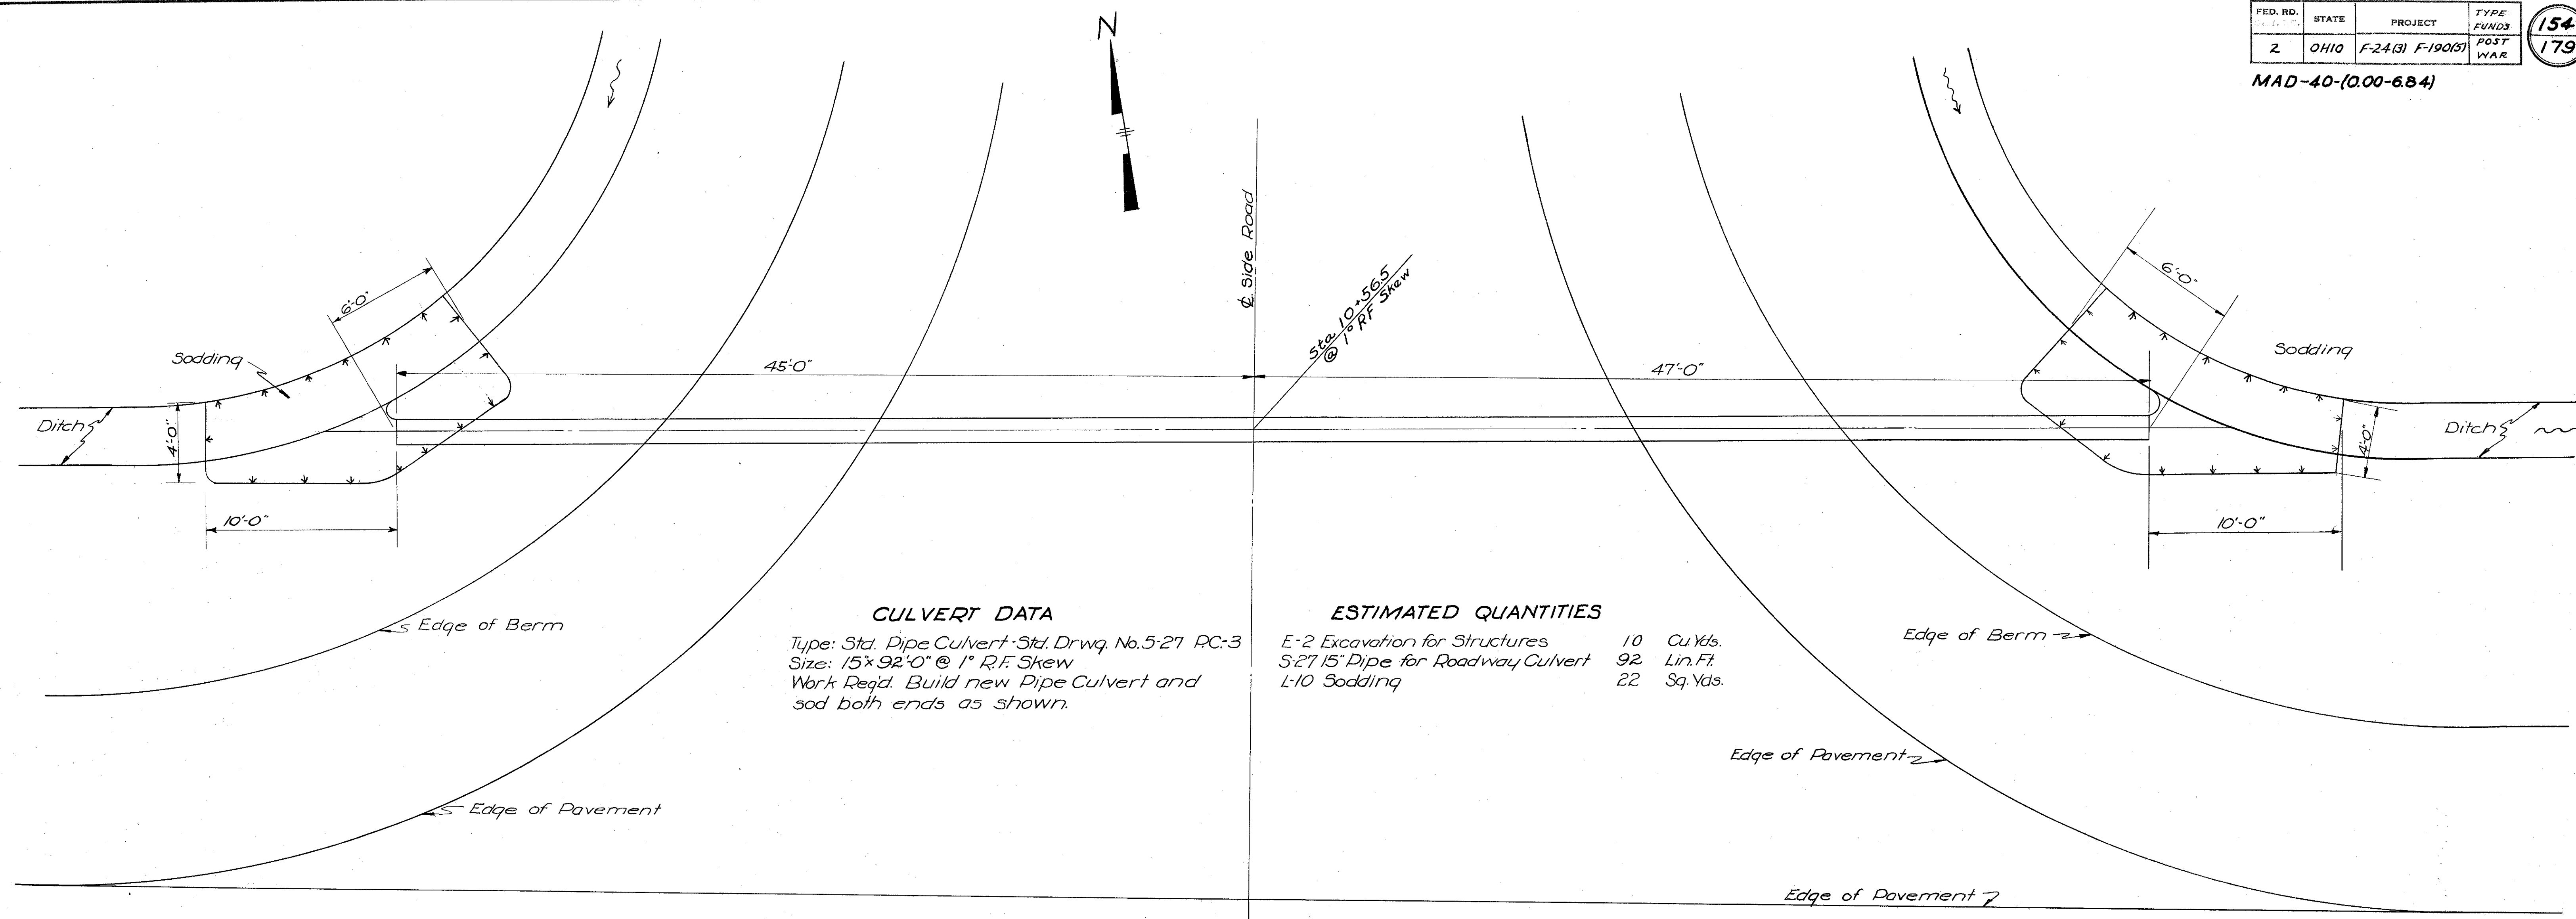 FED. RD. STATE PROJECT TYPE FUNDS
2 OHIO F-24(3) F-190(5) POST WAR
154
179
MAD-40-(0.00-6.84)
N
℄ Side Road
Sta. 10+56.5
@ 1° RF Skew
6'-0"
6'-0"
Sodding
Sodding
45'-0"
47'-0"
Ditch
4'-0"
Ditch
4'-0"
10'-0"
10'-0"
CULVERT DATA
Type: Std. Pipe Culvert-Std. Drwg. No. S-27 P.C.-3
Size: 15"x 92'-0" @ 1° R.F. Skew
Work Req'd. Build new Pipe Culvert and
sod both ends as shown.
ESTIMATED QUANTITIES
E-2 Excavation for Structures 10 Cu.Yds.
S-27 15" Pipe for Roadway Culvert 92 Lin.Ft.
L-10 Sodding 22 Sq.Yds.
Edge of Berm
Edge of Berm
Edge of Pavement
Edge of Pavement
Edge of Pavement